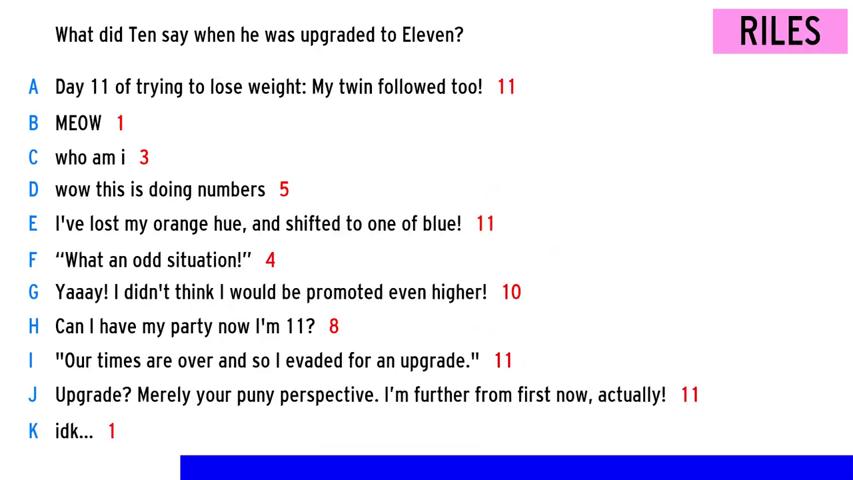 What did Ten say when he was upgraded to Eleven?
RILES
A Day 11 of trying to lose weight: My twin followed too! 11
B MEOW 1
C who am i 3
D wow this is doing numbers 5
E I've lost my orange hue, and shifted to one of blue! 11
F “What an odd situation!” 4
G Yaaay! I didn't think I would be promoted even higher! 10
H Can I have my party now I'm 11? 8
I "Our times are over and so I evaded for an upgrade." 11
J Upgrade? Merely your puny perspective. I’m further from first now, actually! 11
K idk... 1